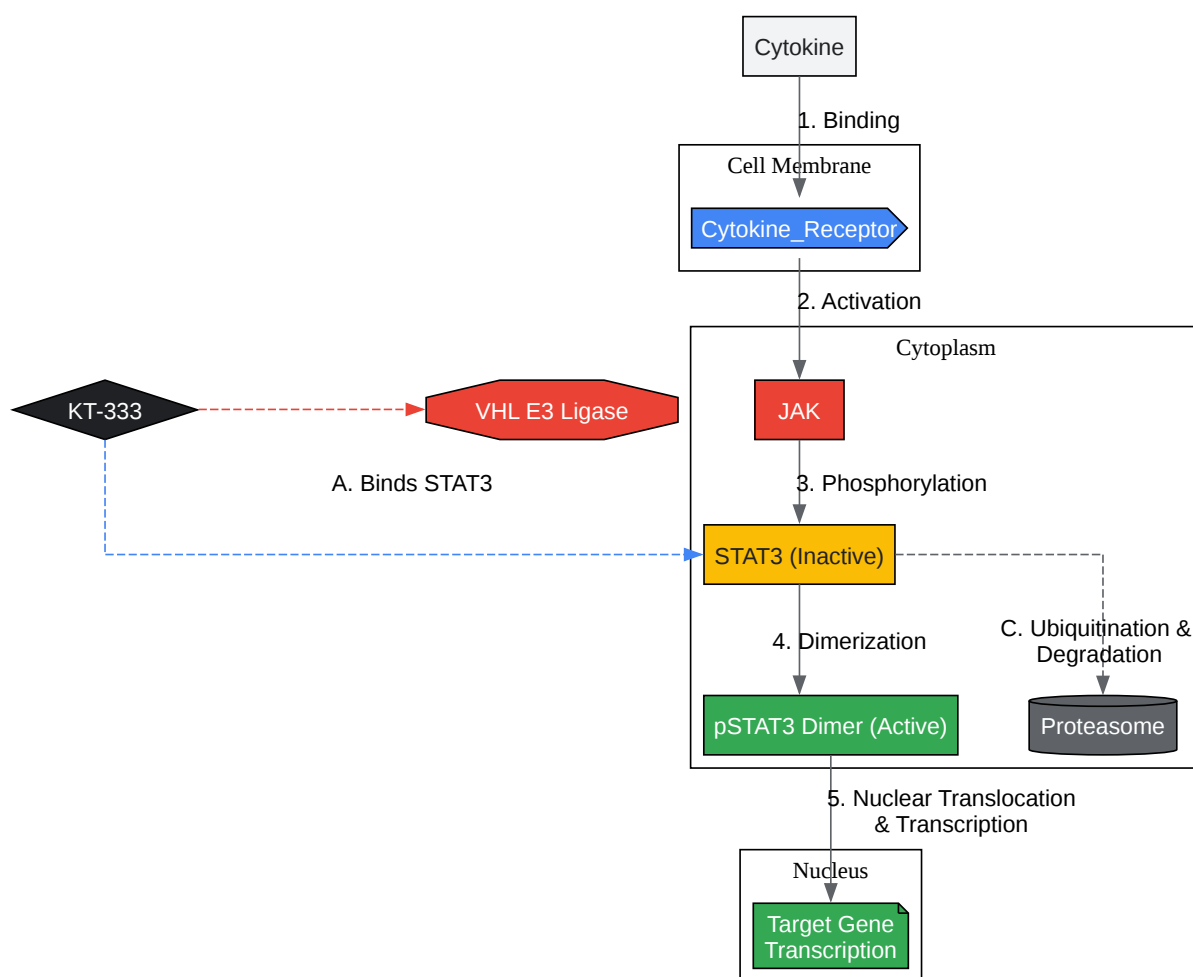 Cytokine
1. Binding
Cell Membrane
Cytokine_Receptor
2. Activation
Cytoplasm
KT-333
VHL E3 Ligase
JAK
A. Binds STAT3
3. Phosphorylation
STAT3 (Inactive)
4. Dimerization
C. Ubiquitination &
Degradation
pSTAT3 Dimer (Active)
Proteasome
5. Nuclear Translocation
& Transcription
Nucleus
Target Gene
Transcription